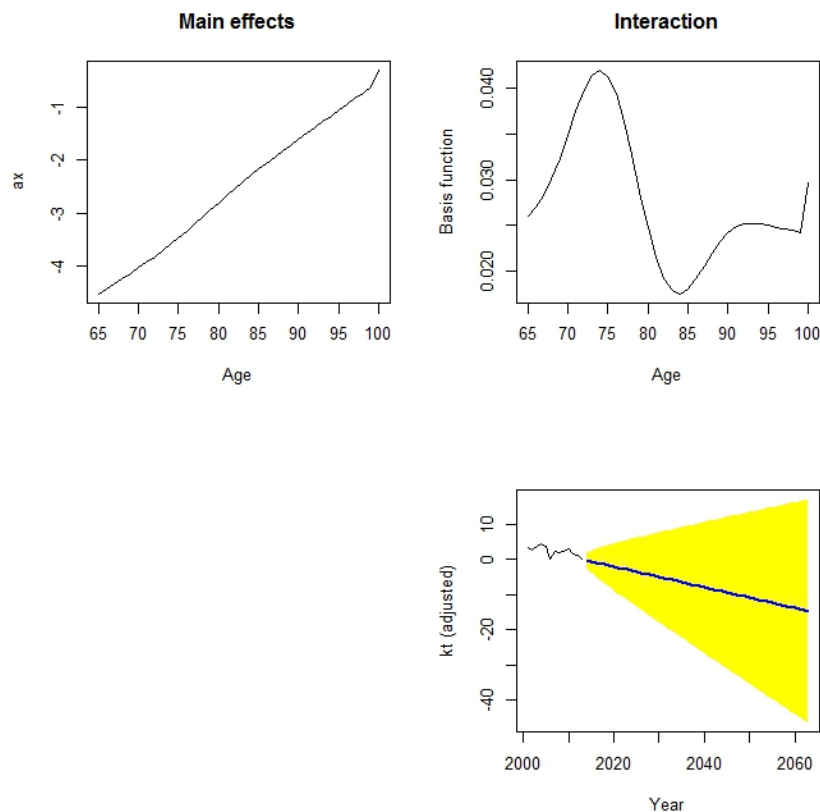 Main effects
ax
-1
-2
-3
-4
65 70 75 80 85 90 95 100
Age
Interaction
Basis function
0.040
0.030
0.020
65 70 75 80 85 90 95 100
Age
kt (adjusted)
10
0
-20
-40
2000 2020 2040 2060
Year